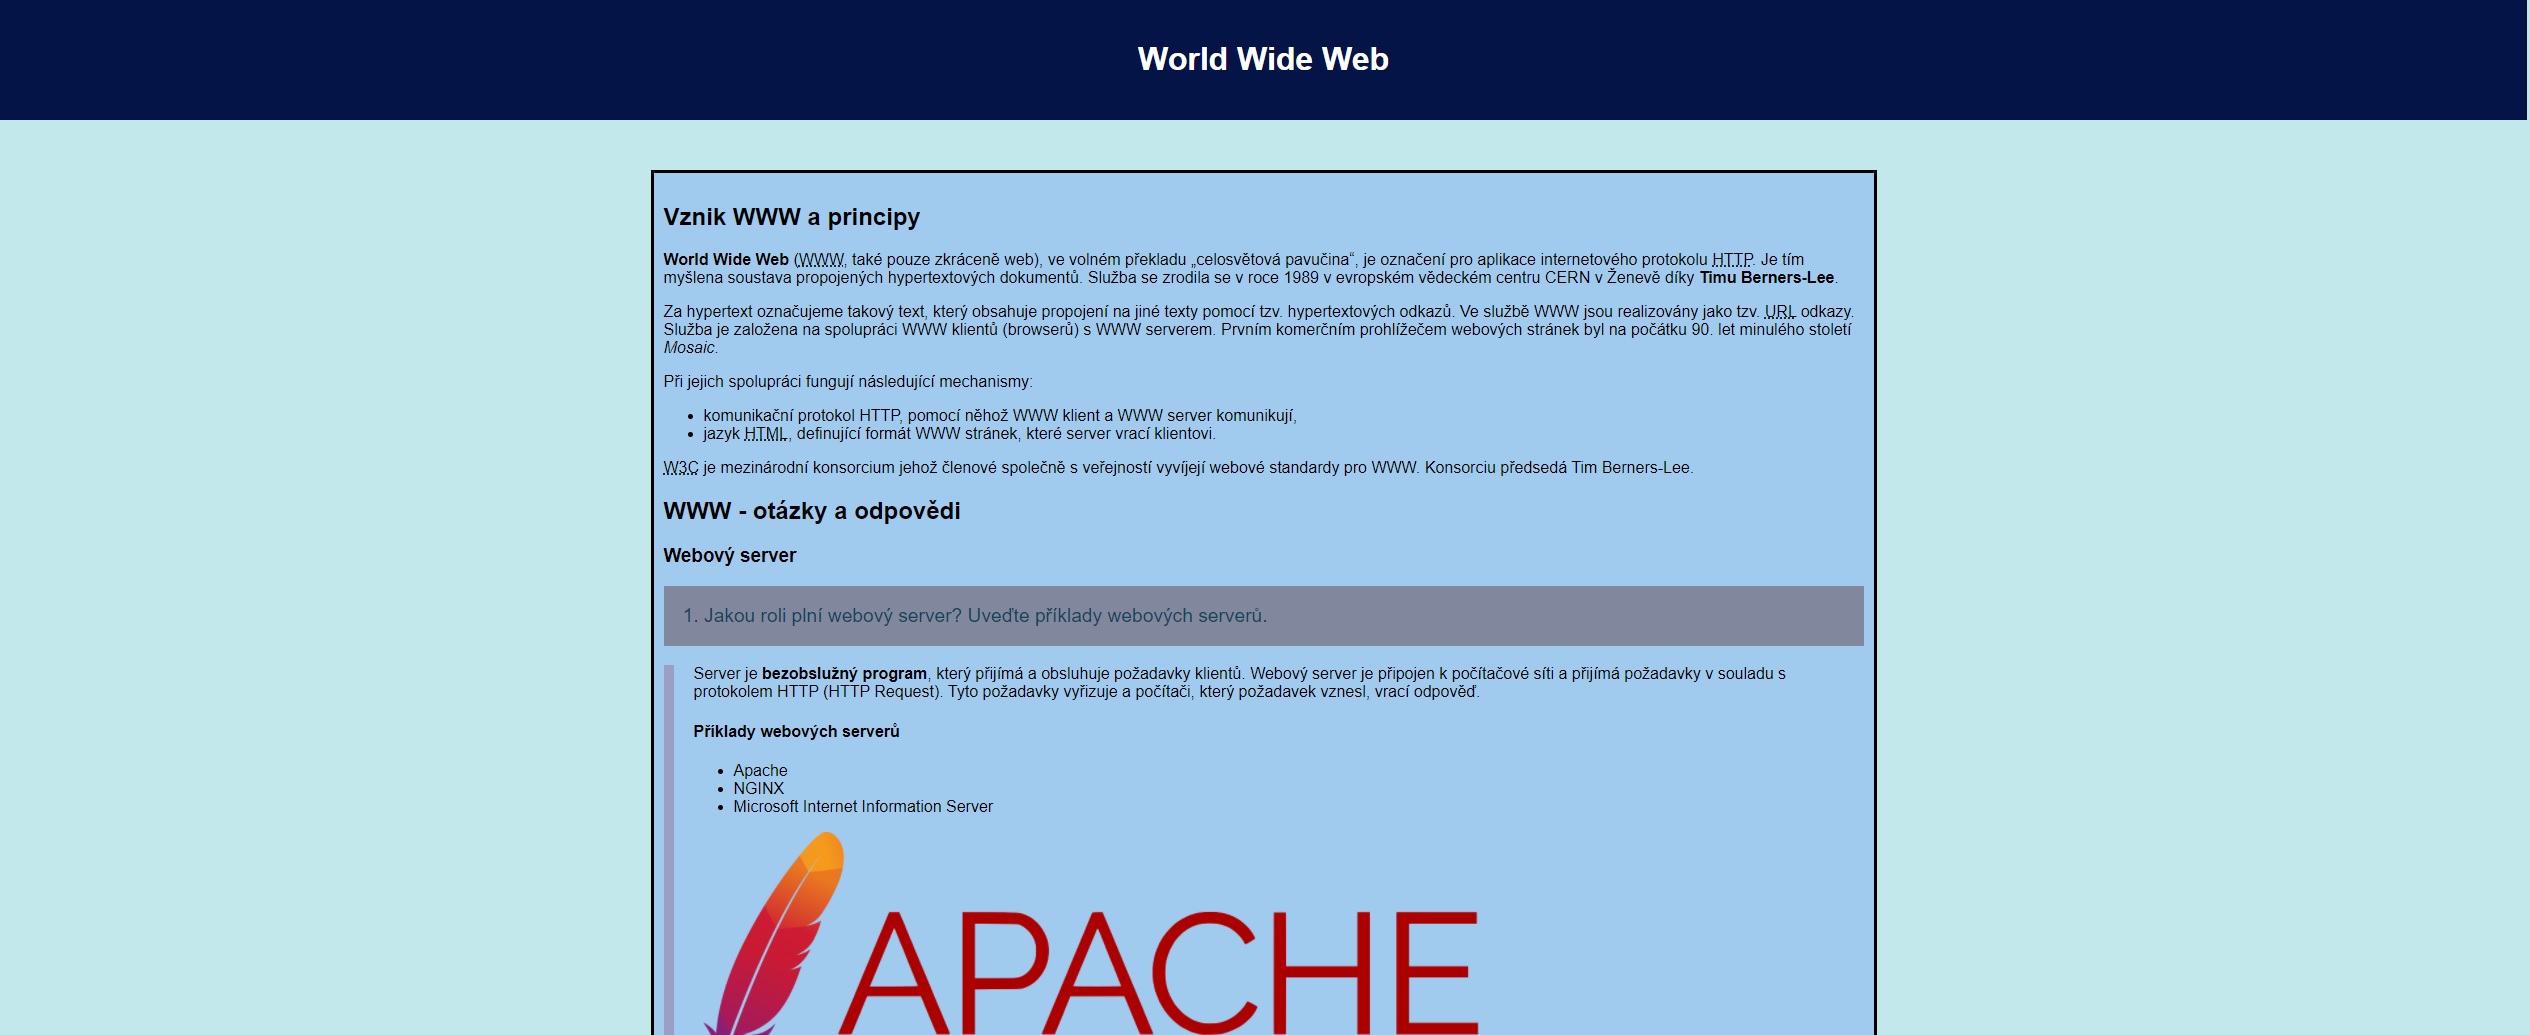 World Wide Web
Vznik WWW a principy
World Wide Web (WWW, také pouze zkráceně web), ve volném překladu „celosvětová pavučina“, je označení pro aplikace internetového protokolu HTTP. Je tím
myšlena soustava propojených hypertextových dokumentů. Služba se zrodila se v roce 1989 v evropském vědeckém centru CERN v Ženevě díky Timu Berners-Lee.
Za hypertext označujeme takový text, který obsahuje propojení na jiné texty pomocí tzv. hypertextových odkazů. Ve službě WWW jsou realizovány jako tzv. URL odkazy.
Služba je založena na spolupráci WWW klientů (browserů) s WWW serverem. Prvním komerčním prohlížečem webových stránek byl na počátku 90. let minulého století
Mosaic.
Při jejich spolupráci fungují následující mechanismy:
• komunikační protokol HTTP, pomocí něhož WWW klient a WWW server komunikují,
• jazyk HTML, definující formát WWW stránek, které server vrací klientovi.
W3C je mezinárodní konsorcium jehož členové společně s veřejností vyvíjejí webové standardy pro WWW. Konsorciu předsedá Tim Berners-Lee.
WWW - otázky a odpovědi
Webový server
1. Jakou roli plní webový server? Uveďte příklady webových serverů.
Server je bezobslužný program, který přijímá a obsluhuje požadavky klientů. Webový server je připojen k počítačové síti a přijímá požadavky v souladu s
protokolem HTTP (HTTP Request). Tyto požadavky vyřizuje a počítači, který požadavek vznesl, vrací odpověď.
Příklady webových serverů
• Apache
• NGINX
• Microsoft Internet Information Server
APACHE